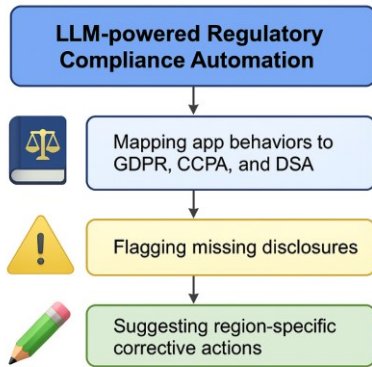 LLM-powered Regulatory
Compliance Automation
Mapping app behaviors to
GDPR, CCPA, and DSA
Flagging missing disclosures
Suggesting region-specific
corrective actions